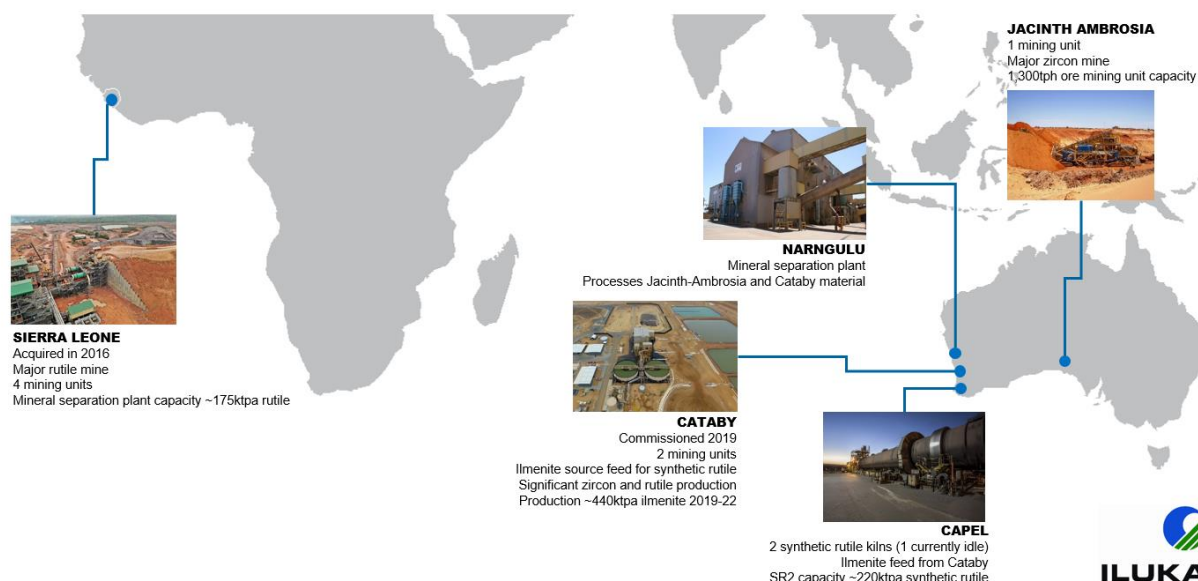 JACINTH AMBROSIA
1 mining unit
Major zircon mine
1,300tph ore mining unit capacity
NARNGULU
Mineral separation plant
Processes Jacinth-Ambrosia and Cataby material
SIERRA LEONE
Acquired in 2016
Major rutile mine
4 mining units
Mineral separation plant capacity ~175ktpa rutile
CATABY
Commissioned 2019
2 mining units
Ilmenite source feed for synthetic rutile
Significant zircon and rutile production
Production ~440ktpa ilmenite 2019-22
CAPEL
2 synthetic rutile kilns (1 currently idle)
Ilmenite feed from Cataby
SR2 capacity ~220ktpa synthetic rutile